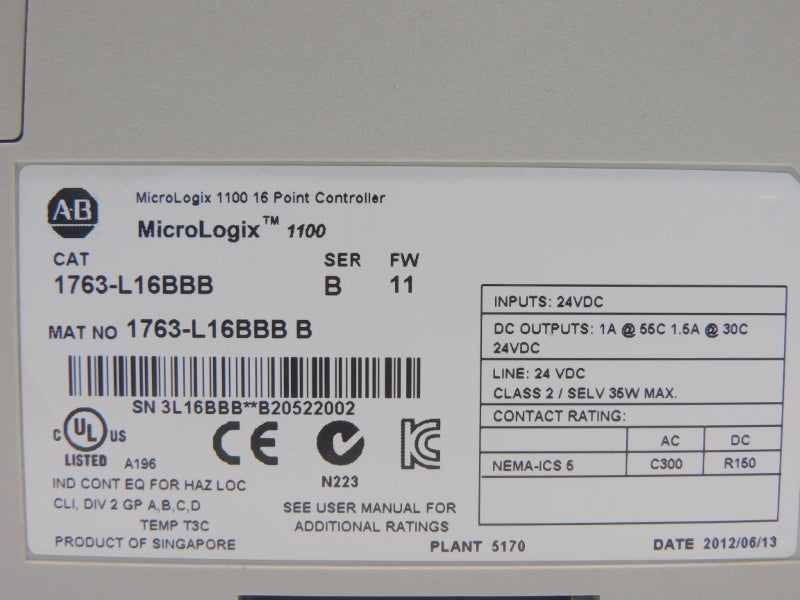 AB
MicroLogix 1100 16 Point Controller
MicroLogix™ 1100
CAT SER FW
1763-L16BBB B 11
MAT NO 1763-L16BBB B
SN 3L16BBB**B20522002
C UL US
LISTED A196
CE
N223
IND CONT EQ FOR HAZ LOC
CLI, DIV 2 GP A,B,C,D
TEMP T3C
PRODUCT OF SINGAPORE
SEE USER MANUAL FOR
ADDITIONAL RATINGS
PLANT 5170
INPUTS: 24VDC
DC OUTPUTS: 1A @ 55C 1.5A @ 30C
24VDC
LINE: 24 VDC
CLASS 2 / SELV 35W MAX.
CONTACT RATING:
AC DC
NEMA-ICS 5 C300 R150
DATE 2012/06/13